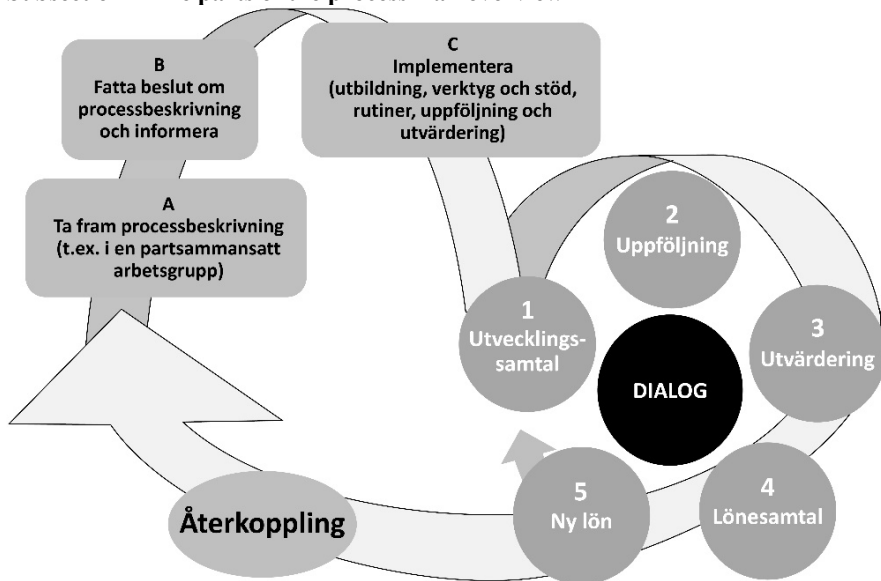 B
Fatta beslut om
processbeskrivning
och informera
C
Implementera
(utbildning, verktyg och stöd,
rutiner, uppföljning och
utvärdering)
A
Ta fram processbeskrivning
(t.ex. i en partsammansatt
arbetsgrupp)
1
Utvecklings-
samtal
2
Uppföljning
3
Utvärdering
DIALOG
4
Lönesamtal
5
Ny lön
Återkoppling